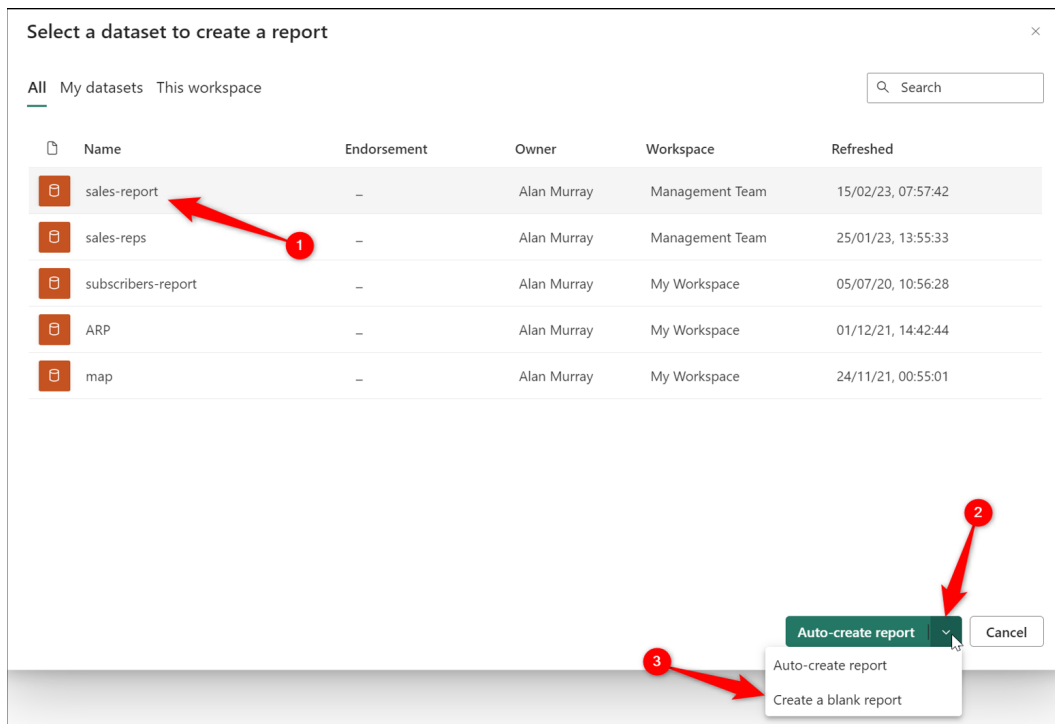 Select a dataset to create a report
All My datasets This workspace
Search
Name Endorsement Owner Workspace Refreshed
sales-report – Alan Murray Management Team 15/02/23, 07:57:42
1
sales-reps – Alan Murray Management Team 25/01/23, 13:55:33
subscribers-report – Alan Murray My Workspace 05/07/20, 10:56:28
ARP – Alan Murray My Workspace 01/12/21, 14:42:44
map – Alan Murray My Workspace 24/11/21, 00:55:01
2
Auto-create report Cancel
3
Auto-create report
Create a blank report